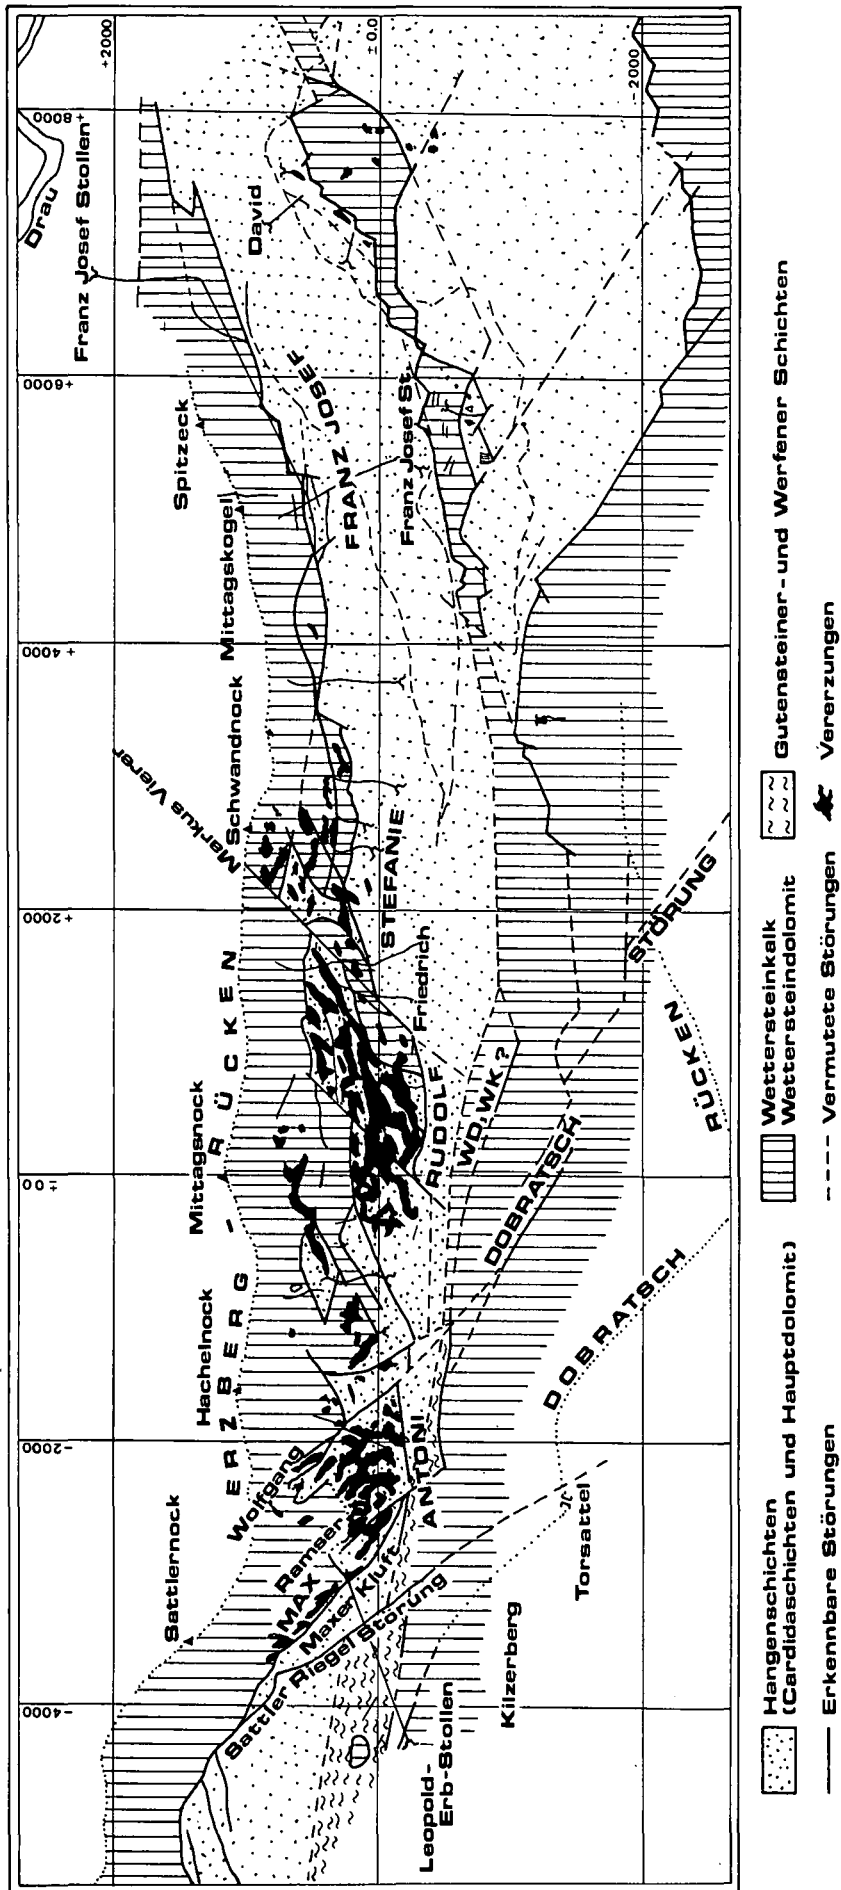 Drau
Franz Josef Stollen
+8000
+6000
+4000
+2000
±0.0
-2000
-4000
+2000
±0.0
-2000
Sattlernock
Hachelnock
Mittagsnock
Schwandnock
Mittagskogel
Spitzeck
ERZBERG - RÜCKEN
Markus Vierer
David
FRANZ JOSEF
Franz Josef St.
STEFANIE
Friedrich
RUDOLF
WD, WK ?
Wolfgang
Ramser
MAX
Maxer Kluft
Sattler Riegel Störung
ANTONI
DOBRATSCH
STÖRUNG
DOBRATSCH
RÜCKEN
Leopold-
Erb-Stollen
Kilzerberg
Torsattel
Hangenschichten
(Cardidaschichten und Hauptdolomit)
Wettersteinkalk
Wettersteindolomit
Gutensteiner- und Werfener Schichten
Erkennbare Störungen
Vermutete Störungen
Vererzungen